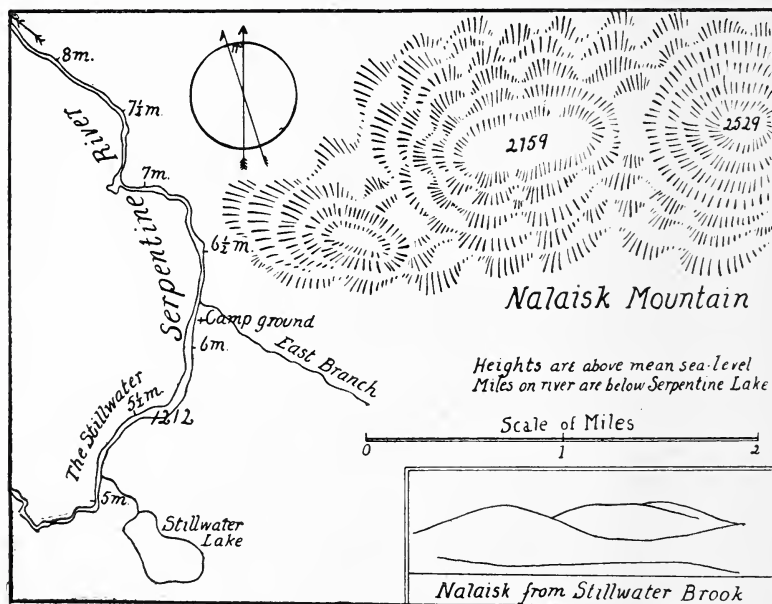 8m.
7½m.
River
7m.
Serpentine
6½m.
Camp ground
6m.
East Branch
The Stillwater
5½m.
1212
5m.
Stillwater
Lake
2759
2529
Nalaisk Mountain
Heights are above mean sea-level
Miles on river are below Serpentine Lake
Scale of Miles
0 1 2
Nalaisk from Stillwater Brook